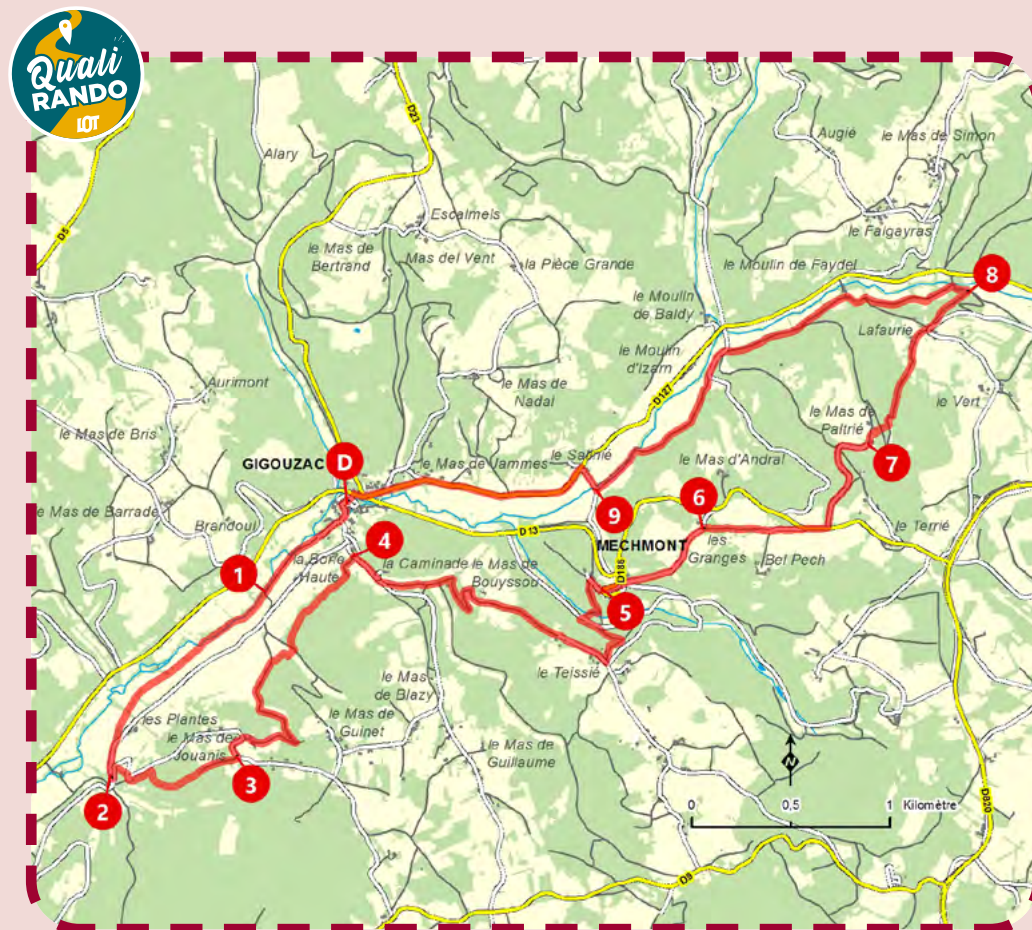 Quali
RANDO
LOT
D23
Augié
le Mas de Simon
Alary
Escalmels
D5
le Mas de
Bertrand
Mas del Vent
la Pièce Grande
le Falgayras
le Moulin de Faydel
8
le Moulin
de Baldy
Lafaurie
le Moulin
d'Izarn
Aurimont
le Mas de
Nadal
D127
le Vert
le Mas de Bris
le Mas de
Paltrié
GIGOUZAC
D
le Mas de Jammes
le Mas d'Andral
7
6
le Mas de Barrade
Brandoul
9
D13
le Terrié
4
MECHMONT
les
Granges
Bel Pech
1
la Borie
Haute
la Caminade
le Mas de
Bouyssou
D186
5
le Teissié
le Mas
de Blazy
les Plantes
le Mas de
Jouanis
le Mas de
Guinet
le Mas de
Guillaume
N
3
2
0
0,5
1
Kilomètre
D820
D9